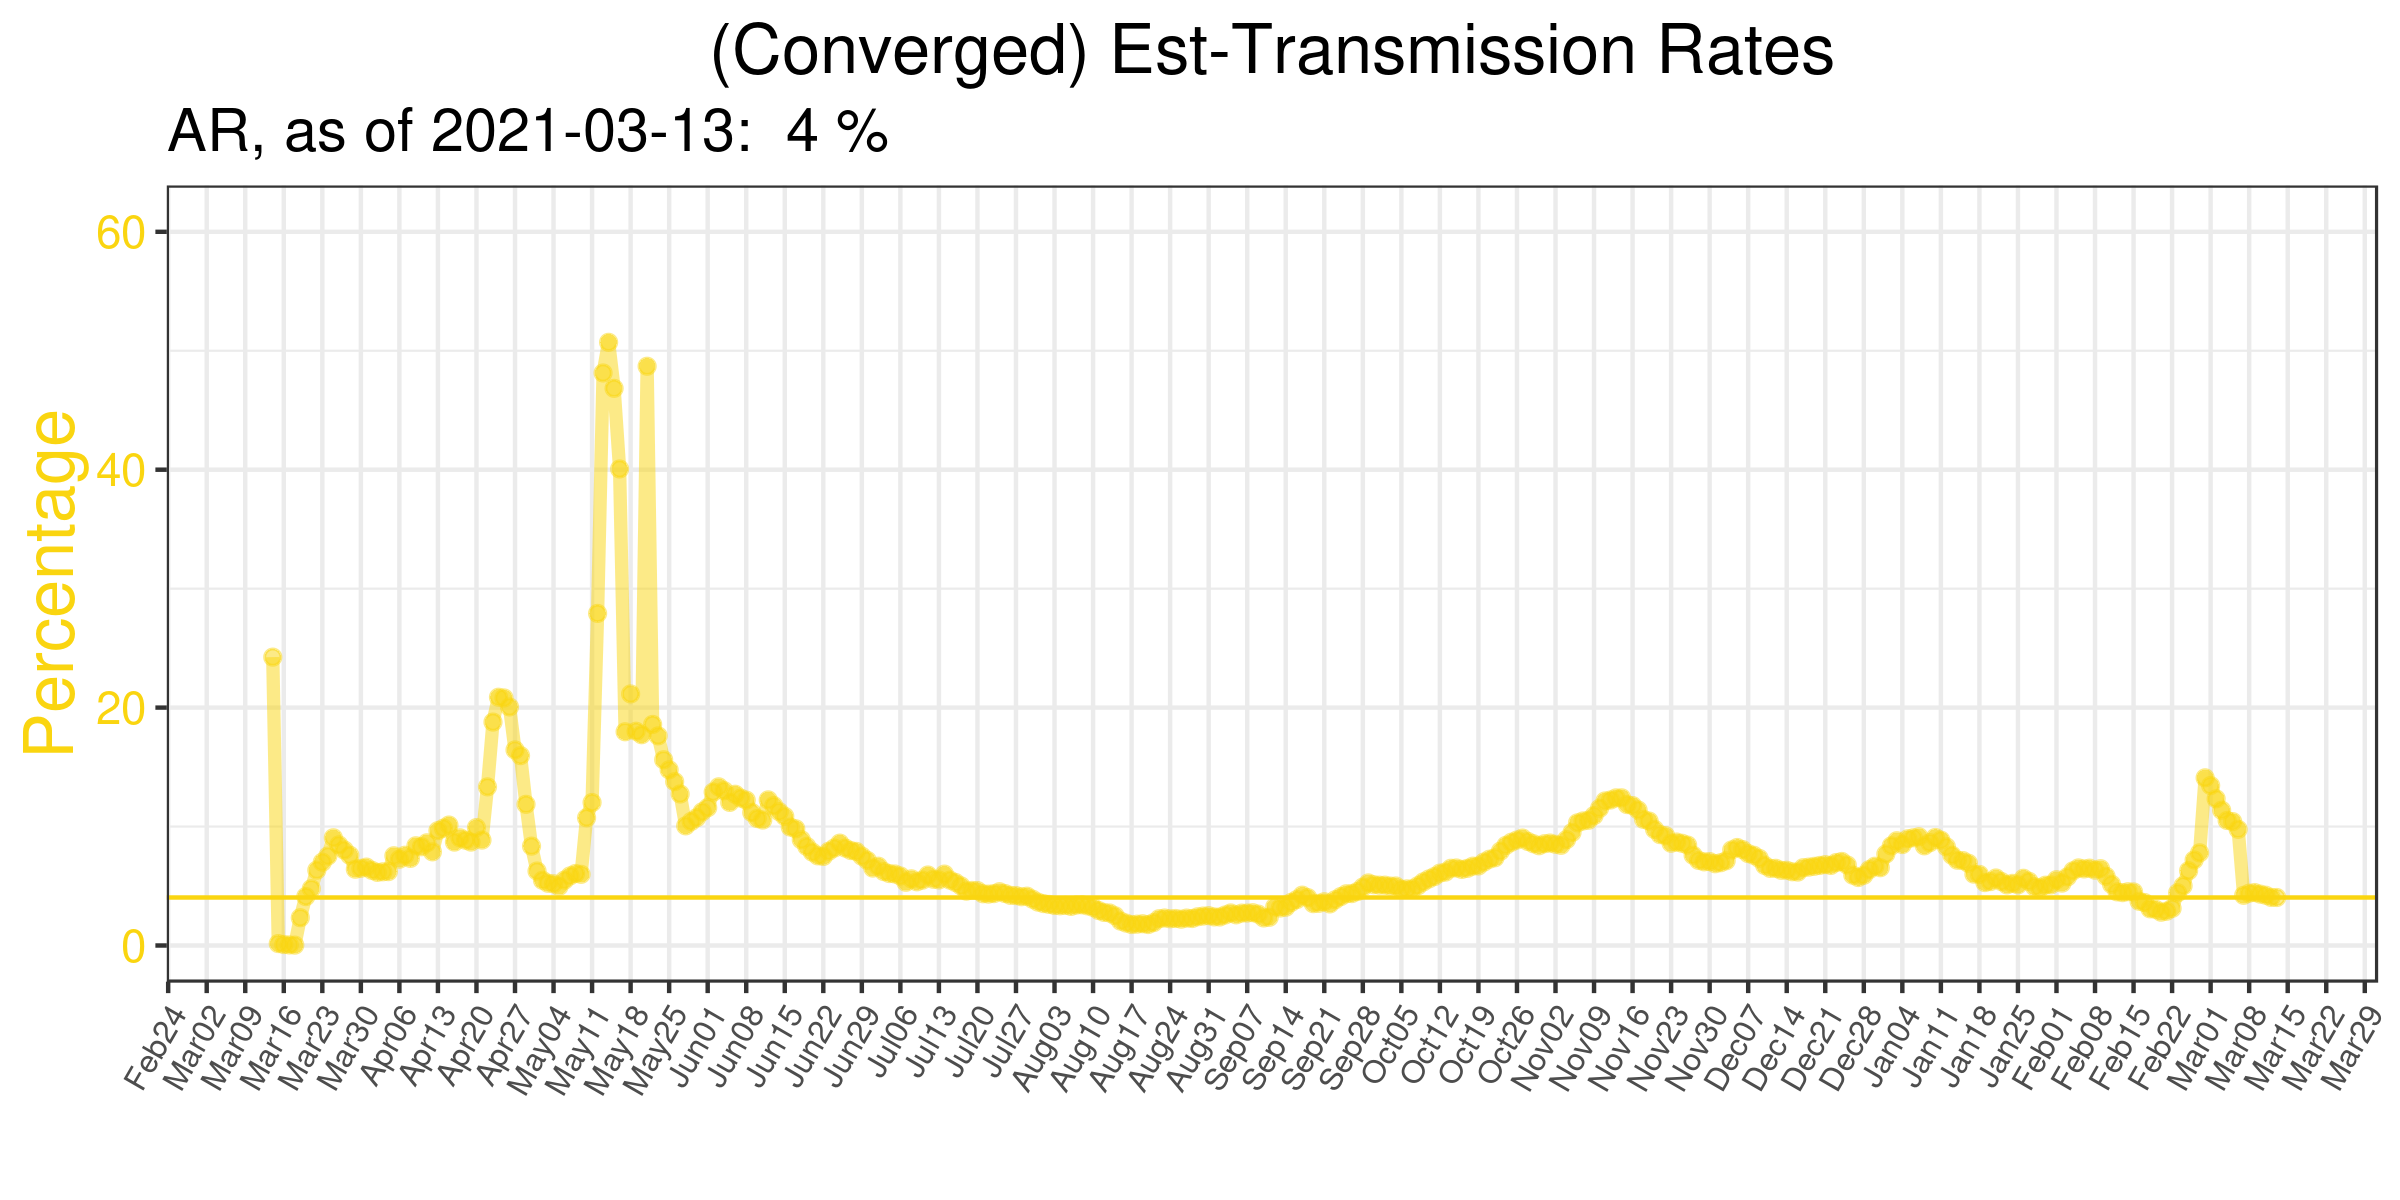 (Converged) Est-Transmission Rates
AR, as of 2021-03-13:  4 %
Percentage
60
40
20
0
Feb24
Mar02
Mar09
Mar16
Mar23
Mar30
Apr06
Apr13
Apr20
Apr27
May04
May11
May18
May25
Jun01
Jun08
Jun15
Jun22
Jun29
Jul06
Jul13
Jul20
Jul27
Aug03
Aug10
Aug17
Aug24
Aug31
Sep07
Sep14
Sep21
Sep28
Oct05
Oct12
Oct19
Oct26
Nov02
Nov09
Nov16
Nov23
Nov30
Dec07
Dec14
Dec21
Dec28
Jan04
Jan11
Jan18
Jan25
Feb01
Feb08
Feb15
Feb22
Mar01
Mar08
Mar15
Mar22
Mar29